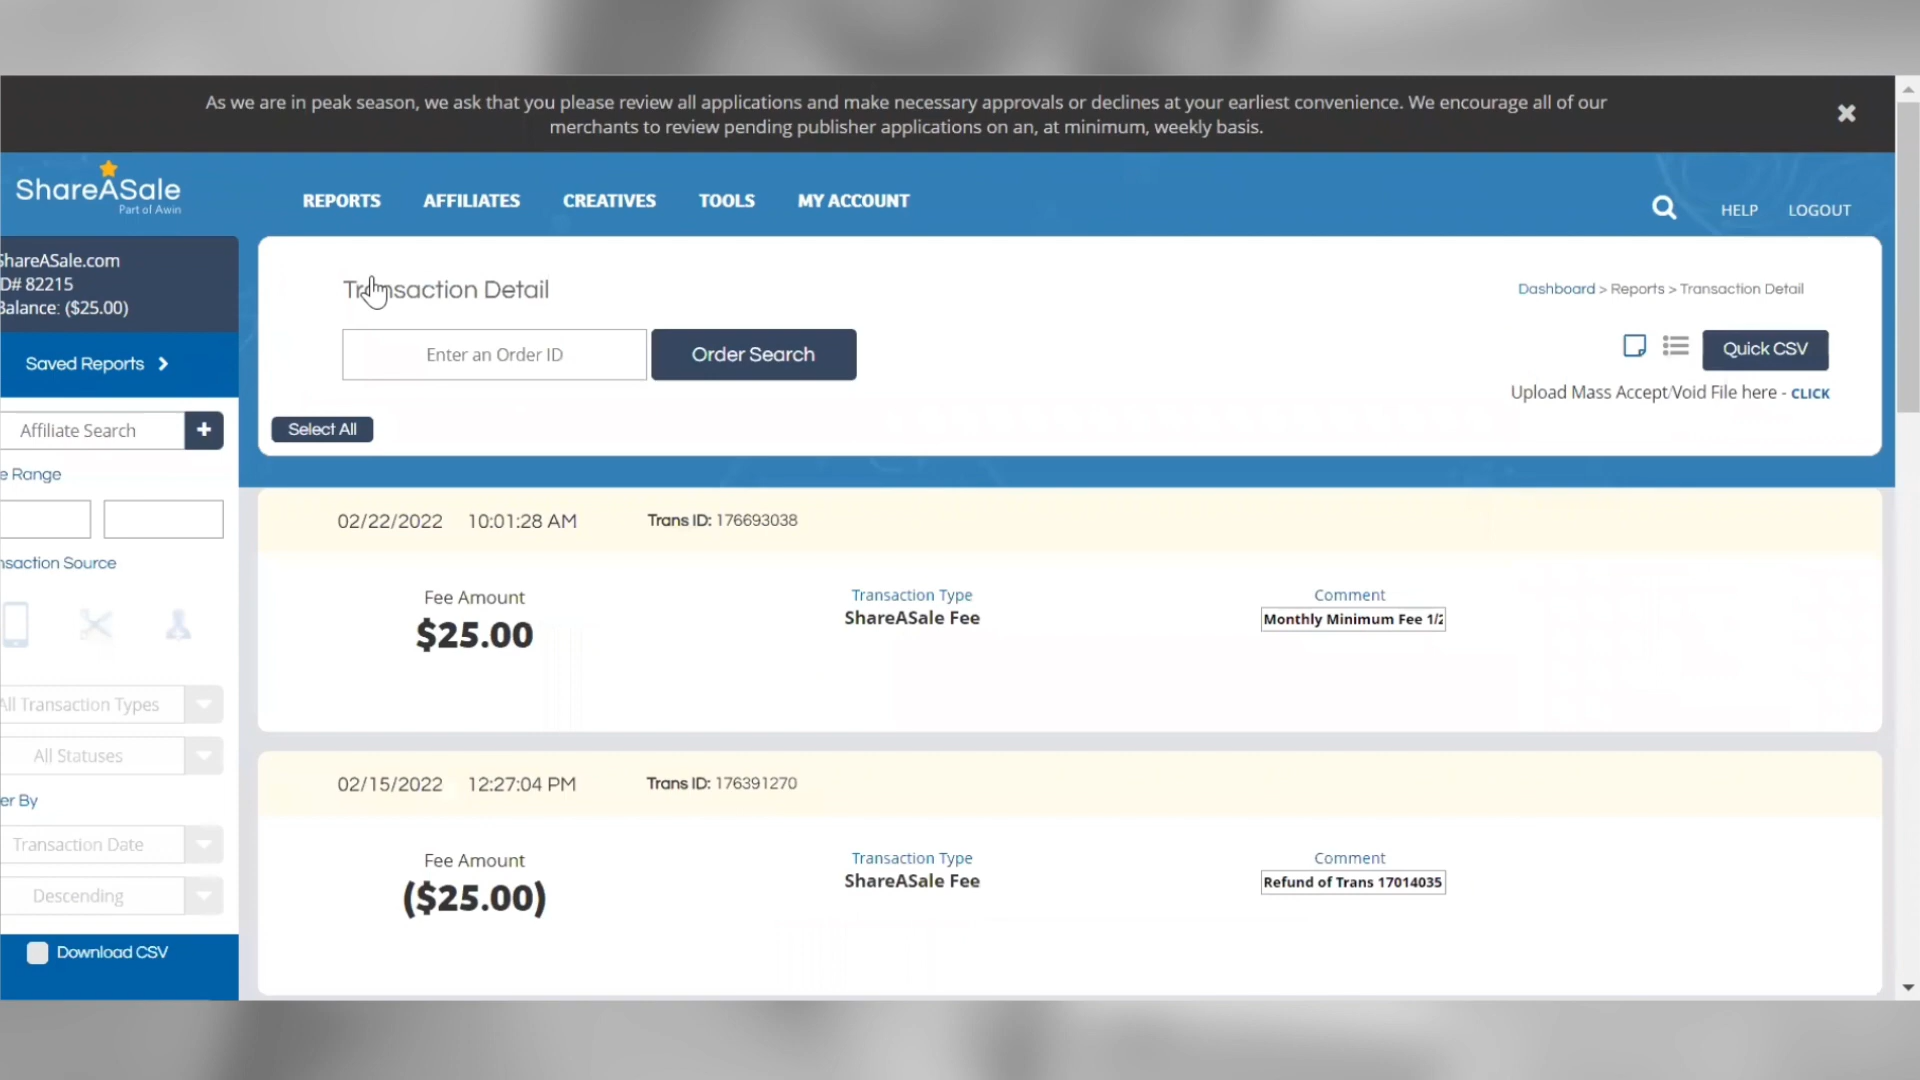 As we are in peak season, we ask that you please review all applications and make necessary approvals or declines at your earliest convenience. We encourage all of our
merchants to review pending publisher applications on an, at minimum, weekly basis.
ShareASale
Part of Awin
REPORTS
AFFILIATES
CREATIVES
TOOLS
MY ACCOUNT
HELP
LOGOUT
ShareASale.com
D# 82215
Balance: ($25.00)
Saved Reports
Affiliate Search
e Range
nsaction Source
All Transaction Types
All Statuses
er By
Transaction Date
Descending
Download CSV
Transaction Detail
Dashboard > Reports > Transaction Detail
Enter an Order ID
Order Search
Quick CSV
Upload Mass Accept/Void File here - CLICK
Select All
02/22/2022 10:01:28 AM Trans ID: 176693038
Fee Amount
$25.00
Transaction Type
ShareASale Fee
Comment
Monthly Minimum Fee 1/2
02/15/2022 12:27:04 PM Trans ID: 176391270
Fee Amount
($25.00)
Transaction Type
ShareASale Fee
Comment
Refund of Trans 17014035